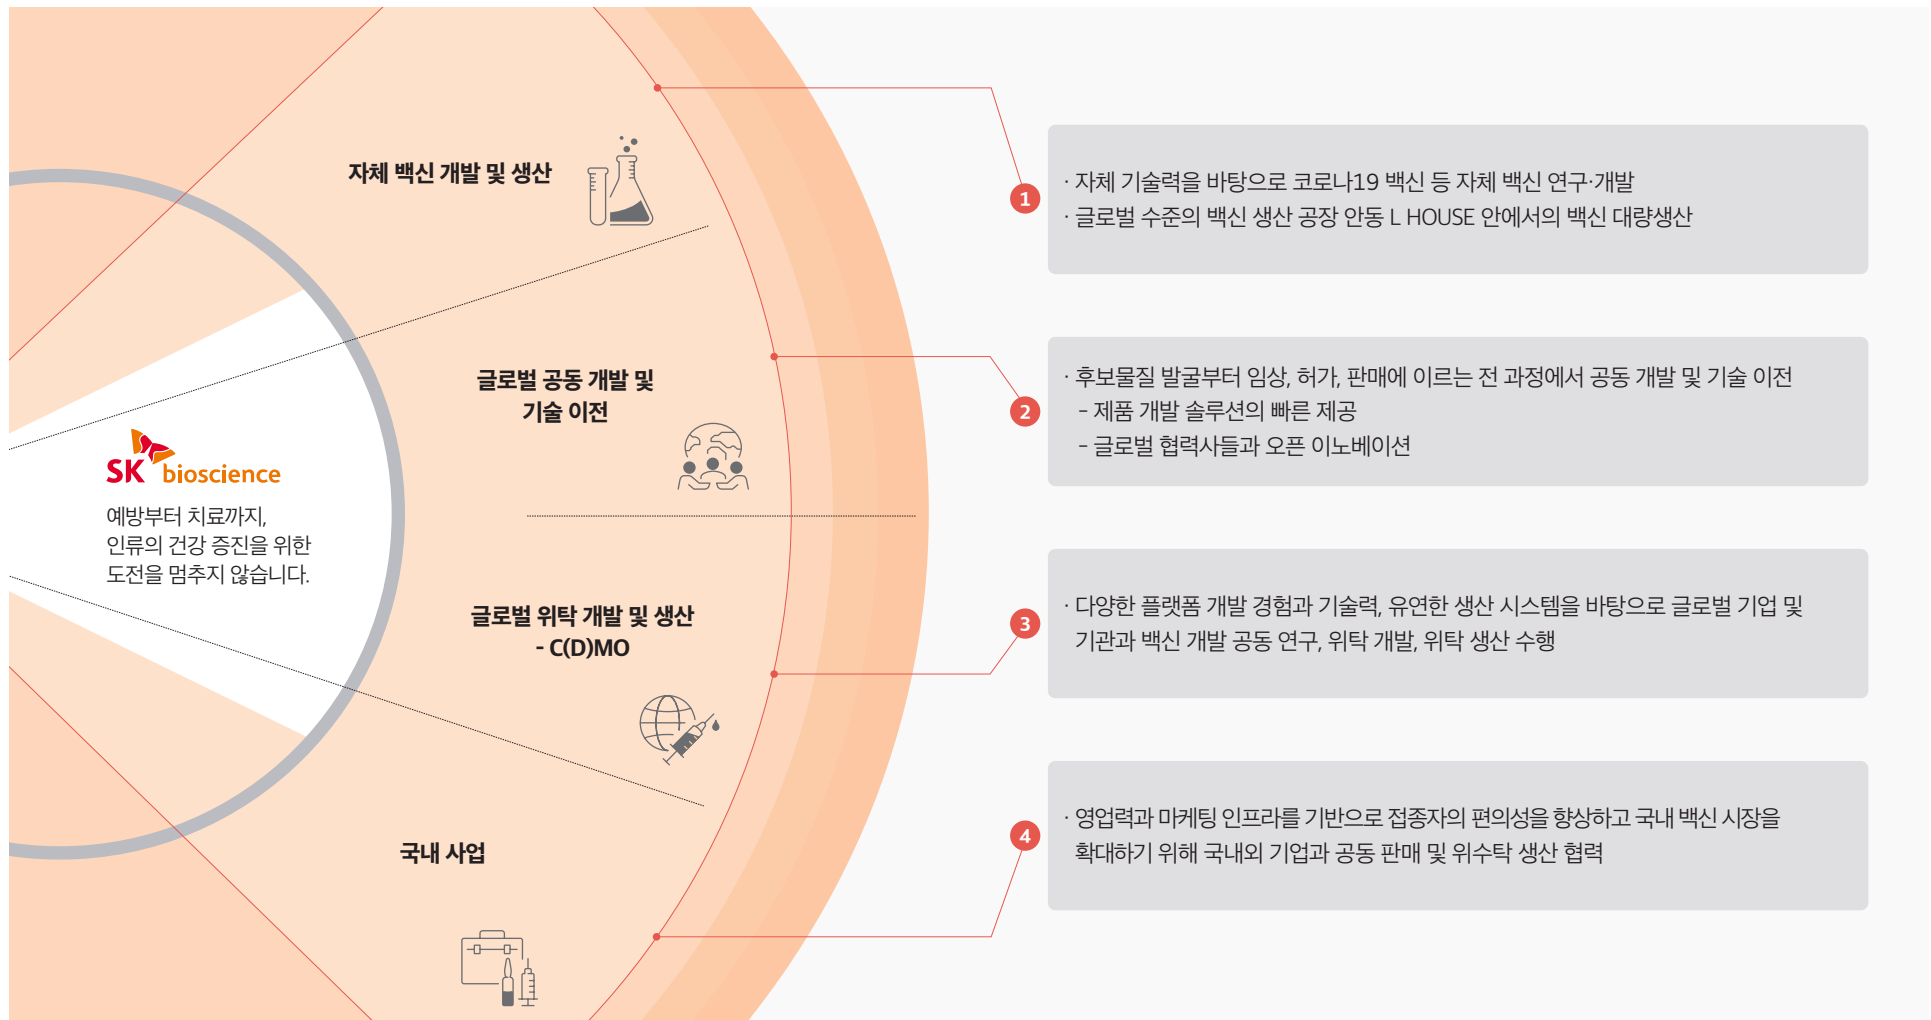 SK bioscience
예방부터 치료까지,
인류의 건강 증진을 위한
도전을 멈추지 않습니다.
자체 백신 개발 및 생산
1
· 자체 기술력을 바탕으로 코로나19 백신 등 자체 백신 연구·개발
· 글로벌 수준의 백신 생산 공장 안동 L HOUSE 안에서의 백신 대량생산
글로벌 공동 개발 및
기술 이전
2
· 후보물질 발굴부터 임상, 허가, 판매에 이르는 전 과정에서 공동 개발 및 기술 이전
- 제품 개발 솔루션의 빠른 제공
- 글로벌 협력사들과 오픈 이노베이션
글로벌 위탁 개발 및 생산
- C(D)MO
3
· 다양한 플랫폼 개발 경험과 기술력, 유연한 생산 시스템을 바탕으로 글로벌 기업 및
기관과 백신 개발 공동 연구, 위탁 개발, 위탁 생산 수행
국내 사업
4
· 영업력과 마케팅 인프라를 기반으로 접종자의 편의성을 향상하고 국내 백신 시장을
확대하기 위해 국내외 기업과 공동 판매 및 위수탁 생산 협력